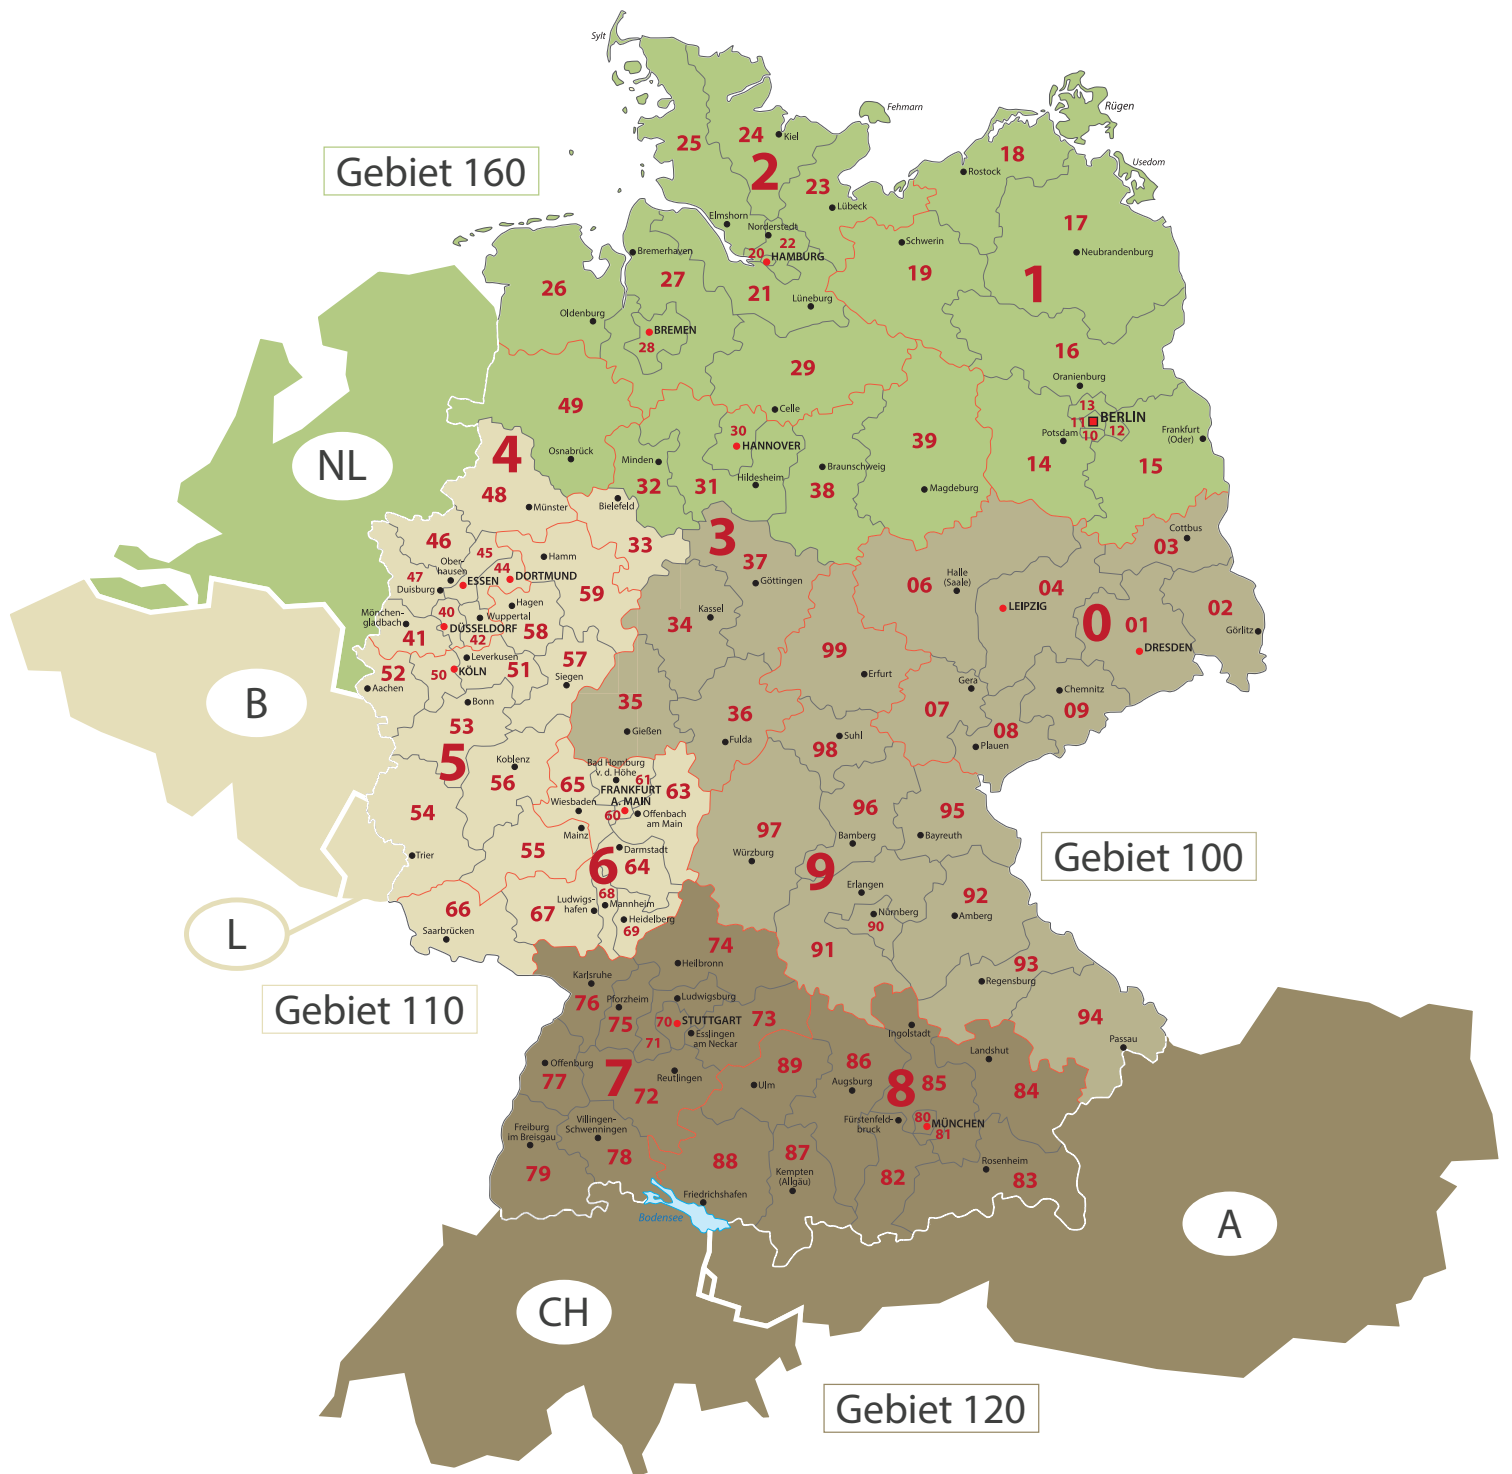 Sylt
Fehmarn
Rügen
25
24
Kiel
2
18
Rostock
Usedom
Gebiet 160
23
Lübeck
17
Elmshorn
Norderstedt
22
20
HAMBURG
Schwerin
Neubrandenburg
Bremerhaven
27
19
1
26
21
Lüneburg
Oldenburg
BREMEN
28
16
29
Oranienburg
49
Celle
13
BERLIN
11
10
12
30
HANNOVER
39
Potsdam
Frankfurt
(Oder)
NL
4
Osnabrück
Minden
Braunschweig
14
15
48
32
31
Hildesheim
38
Magdeburg
Münster
Bielefeld
46
33
3
Cottbus
03
45
Hamm
37
Ober-
hausen
44
DORTMUND
47
ESSEN
Göttingen
06
Halle
(Saale)
04
Duisburg
59
LEIPZIG
02
Mönchen-
gladbach
40
Hagen
Wuppertal
Kassel
0
01
DÜSSELDORF
41
42
58
34
Görlitz
99
DRESDEN
Leverkusen
52
50
KÖLN
51
57
Siegen
Erfurt
Gera
Chemnitz
Aachen
B
Bonn
35
36
07
09
53
Gießen
Fulda
98
Suhl
08
Plauen
5
Koblenz
56
Bad Homburg
v. d. Höhe
61
65
FRANKFURT
A. MAIN
63
54
Wiesbaden
60
Offenbach
am Main
96
95
Mainz
97
Bamberg
Bayreuth
55
Trier
Darmstadt
Würzburg
Gebiet 100
6
64
9
68
Erlangen
92
66
67
Ludwigs-
hafen
Mannheim
Nürnberg
Amberg
L
Saarbrücken
Heidelberg
69
90
74
91
Heilbronn
93
Karlsruhe
Regensburg
Gebiet 110
76
Pforzheim
Ludwigsburg
75
70
STUTTGART
73
94
71
Esslingen
am Neckar
Ingolstadt
Passau
Offenburg
77
7
72
Reutlingen
89
86
Landshut
Ulm
Augsburg
8
85
84
Freiburg
im Breisgau
Villingen-
Schwenningen
Fürstenfeld-
bruck
80
MÜNCHEN
81
79
78
88
87
82
Rosenheim
83
Kempten
(Allgäu)
Friedrichshafen
Bodensee
A
CH
Gebiet 120